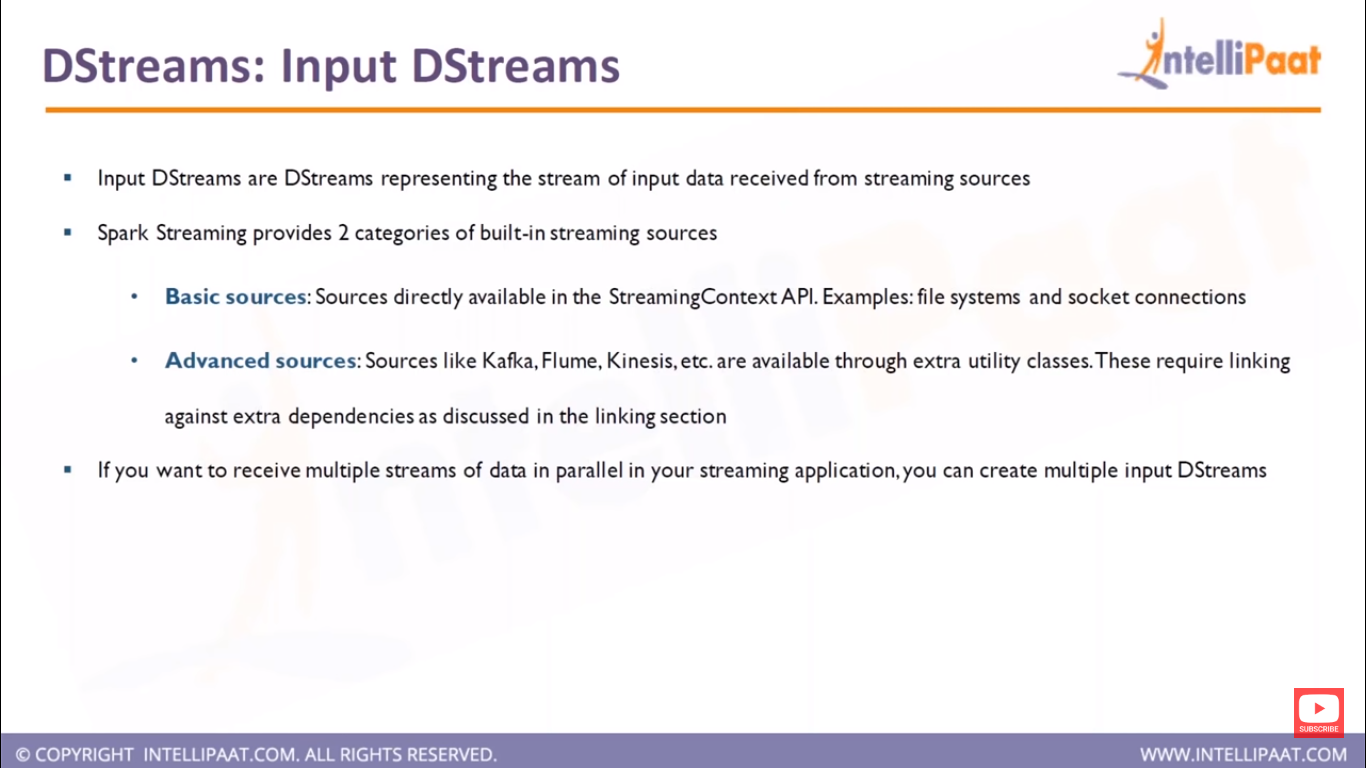 DStreams: Input DStreams
IntelliPaat
▪ Input DStreams are DStreams representing the stream of input data received from streaming sources
▪ Spark Streaming provides 2 categories of built-in streaming sources
• Basic sources: Sources directly available in the StreamingContext API. Examples: file systems and socket connections
• Advanced sources: Sources like Kafka, Flume, Kinesis, etc. are available through extra utility classes. These require linking
against extra dependencies as discussed in the linking section
▪ If you want to receive multiple streams of data in parallel in your streaming application, you can create multiple input DStreams
IntelliPaat
SUBSCRIBE
© COPYRIGHT INTELLIPAAT.COM. ALL RIGHTS RESERVED.
WWW.INTELLIPAAT.COM